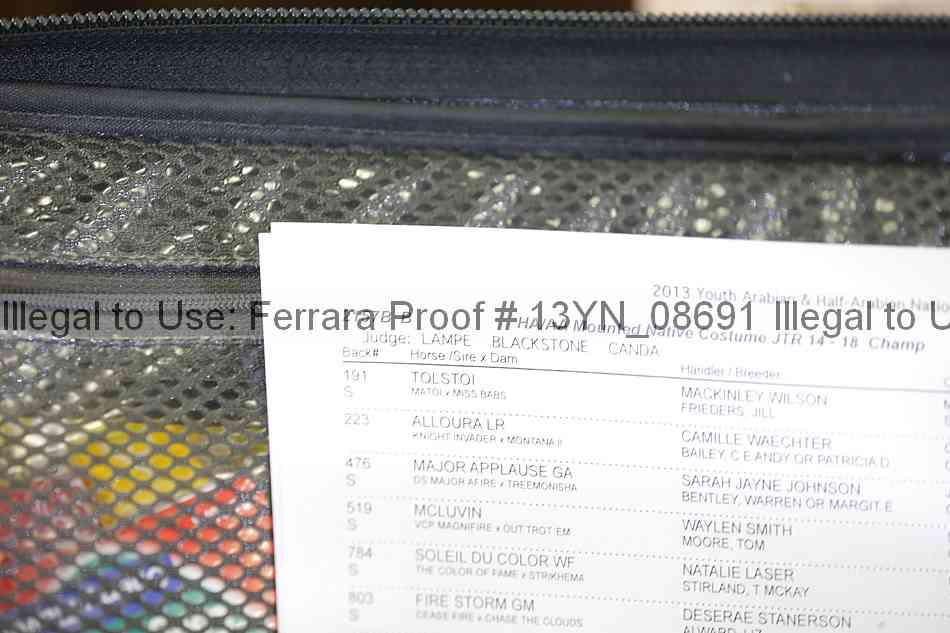 2013 Youth Arabian & Half-Arabian Natio
Illegal to Use: Ferrara Proof # 13YN_08691 Illegal to U
HA/AA Mounted Native Costume JTR 14 - 18 Champ
Judge: LAMPE BLACKSTONE CANDA
Back# Horse /Sire x Dam Handler / Breeder
191 TOLSTOI MACKINLEY WILSON
S MATOI x MISS BABS FRIEDERS, JILL
223 ALLOURA LR CAMILLE WAECHTER
KNIGHT INVADER x MONTANA II BAILEY, C E ANDY OR PATRICIA D
476 MAJOR APPLAUSE GA SARAH JAYNE JOHNSON
S DS MAJOR AFIRE x TREEMONISHA BENTLEY, WARREN OR MARGIT E
519 MCLUVIN WAYLEN SMITH
S VCP MAGNIFIRE x OUT TRGT EM MOORE, TOM
784 SOLEIL DU COLOR WF NATALIE LASER
S THE COLOR OF FAME x STRIKHEMA STIRLAND, T MCKAY
803 FIRE STORM GM DESERAE STANERSON
S CEASE FIRE x CHASE THE CLOUDS